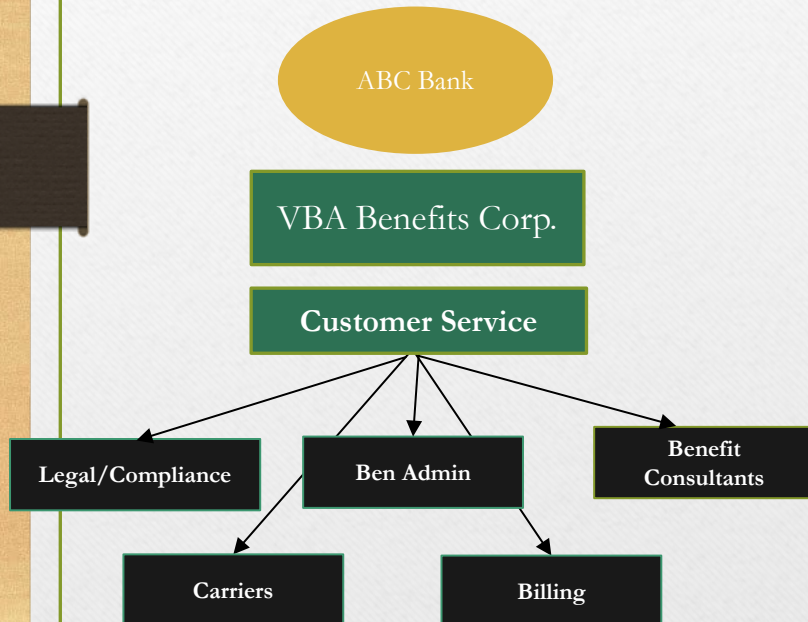 ABC Bank
VBA Benefits Corp.
Customer Service
Legal/Compliance
Ben Admin
Benefit
Consultants
Carriers
Billing